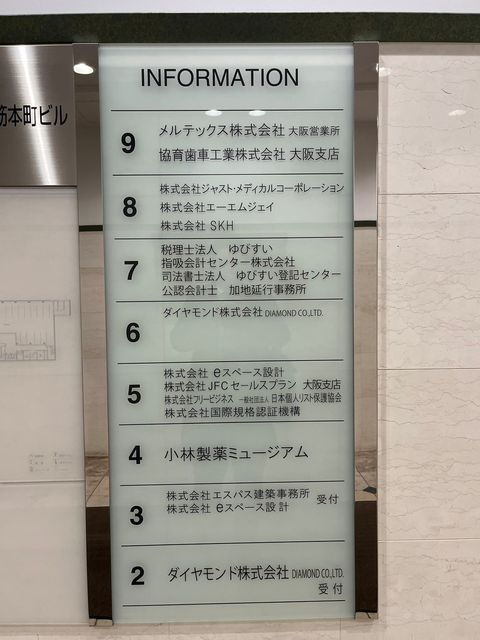 筋本町ビル
INFORMATION
9
メルテックス株式会社 大阪営業所
協育歯車工業株式会社 大阪支店
8
株式会社ジャスト・メディカルコーポレーション
株式会社エーエムジェイ
株式会社 SKH
7
税理士法人 ゆびすい
指吸会計センター株式会社
司法書士法人 ゆびすい登記センター
公認会計士 加地延行事務所
6
ダイヤモンド株式会社 DIAMOND CO.,LTD.
5
株式会社 eスペース設計
株式会社 JFCセールスプラン 大阪支店
株式会社フリービジネス 一般社団法人 日本個人リスト保護協会
株式会社国際規格認証機構
4
小林製薬ミュージアム
3
株式会社エスパス建築事務所 受付
株式会社 eスペース設計
2
ダイヤモンド株式会社 DIAMOND CO.,LTD.
受付